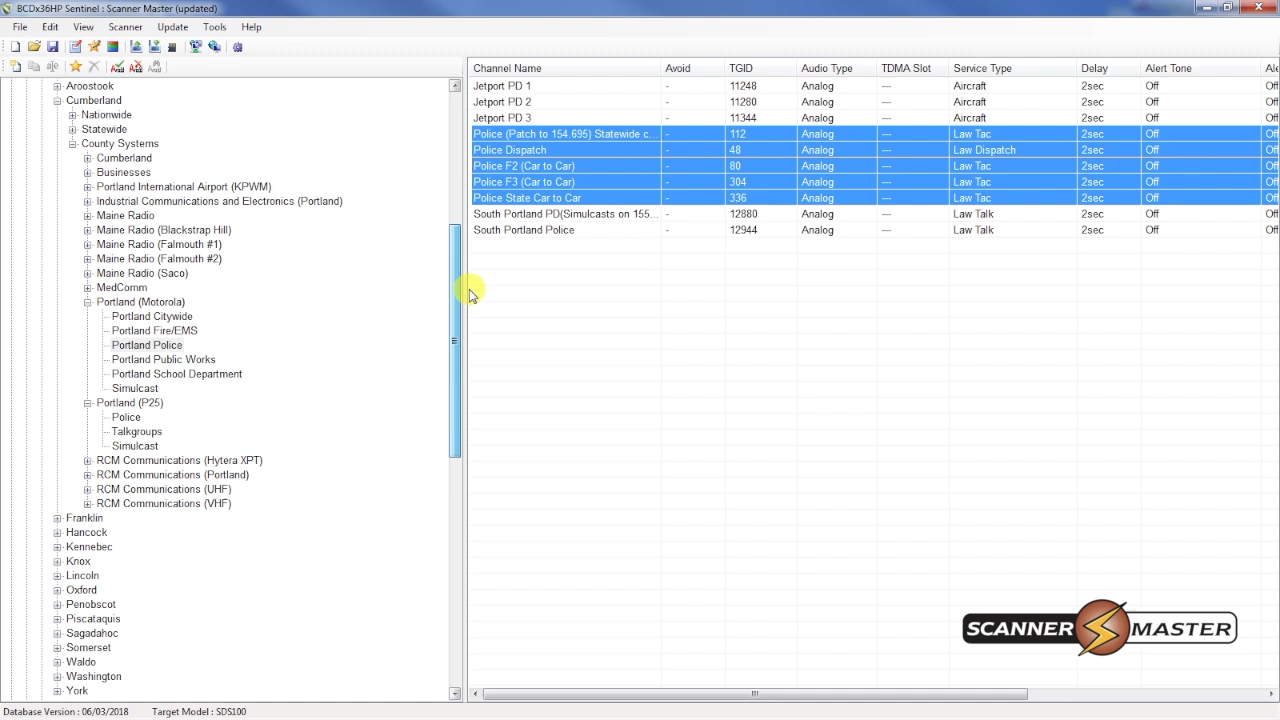 BCDx36HP Sentinel : Scanner Master (updated)
File Edit View Scanner Update Tools Help
Aroostook
Cumberland
Nationwide
Statewide
County Systems
Cumberland
Businesses
Portland International Airport (KPWM)
Industrial Communications and Electronics (Portland)
Maine Radio
Maine Radio (Blackstrap Hill)
Maine Radio (Falmouth #1)
Maine Radio (Falmouth #2)
Maine Radio (Saco)
MedComm
Portland (Motorola)
Portland Citywide
Portland Fire/EMS
Portland Police
Portland Public Works
Portland School Department
Simulcast
Portland (P25)
Police
Talkgroups
Simulcast
RCM Communications (Hytera XPT)
RCM Communications (Portland)
RCM Communications (UHF)
RCM Communications (VHF)
Franklin
Hancock
Kennebec
Knox
Lincoln
Oxford
Penobscot
Piscataquis
Sagadahoc
Somerset
Waldo
Washington
York
Channel Name Avoid TGID Audio Type TDMA Slot Service Type Delay Alert Tone Ale
Jetport PD 1 - 11248 Analog --- Aircraft 2sec Off Off
Jetport PD 2 - 11280 Analog --- Aircraft 2sec Off Off
Jetport PD 3 - 11344 Analog --- Aircraft 2sec Off Off
Police (Patch to 154.695) Statewide c... - 112 Analog --- Law Tac 2sec Off Off
Police Dispatch - 48 Analog --- Law Dispatch 2sec Off Off
Police F2 (Car to Car) - 80 Analog --- Law Tac 2sec Off Off
Police F3 (Car to Car) - 304 Analog --- Law Tac 2sec Off Off
Police State Car to Car - 336 Analog --- Law Tac 2sec Off Off
South Portland PD(Simulcasts on 155.... - 12880 Analog --- Law Talk 2sec Off Off
South Portland Police - 12944 Analog --- Law Talk 2sec Off Off
SCANNER MASTER
Database Version : 06/03/2018 Target Model : SDS100